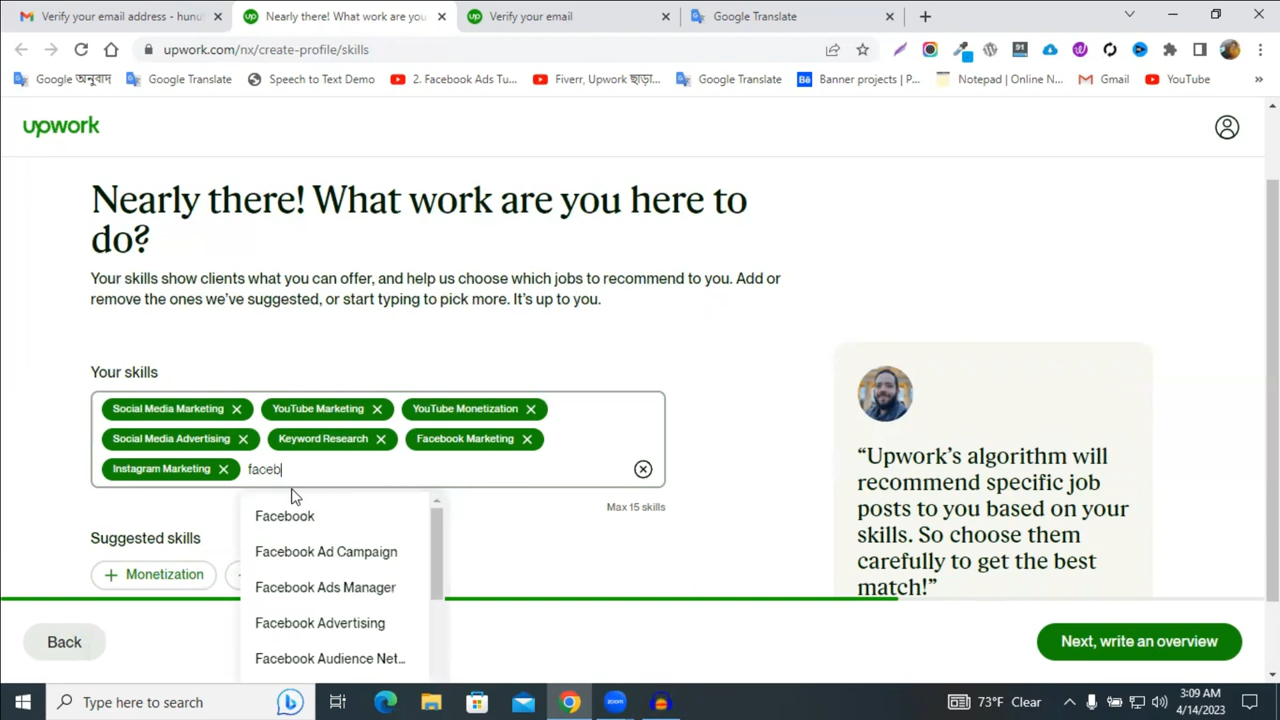 Verify your email address - hunu
Nearly there! What work are you
Verify your email
Google Translate
upwork.com/nx/create-profile/skills
Google অনুবাদ
Google Translate
Speech to Text Demo
2. Facebook Ads Tu...
Fiverr, Upwork ছাড়া...
Google Translate
Banner projects | P...
Notepad | Online N...
Gmail
YouTube
»
upwork
Nearly there! What work are you here to
do?
Your skills show clients what you can offer, and help us choose which jobs to recommend to you. Add or
remove the ones we've suggested, or start typing to pick more. It's up to you.
Your skills
Social Media Marketing
YouTube Marketing
YouTube Monetization
Social Media Advertising
Keyword Research
Facebook Marketing
Instagram Marketing
faceb
Max 15 skills
Facebook
Facebook Ad Campaign
Facebook Ads Manager
Facebook Advertising
Facebook Audience Net...
Suggested skills
+ Monetization
“Upwork’s algorithm will
recommend specific job
posts to you based on your
skills. So choose them
carefully to get the best
match!”
Back
Next, write an overview
Type here to search
zoom
73°F Clear
3:09 AM
4/14/2023